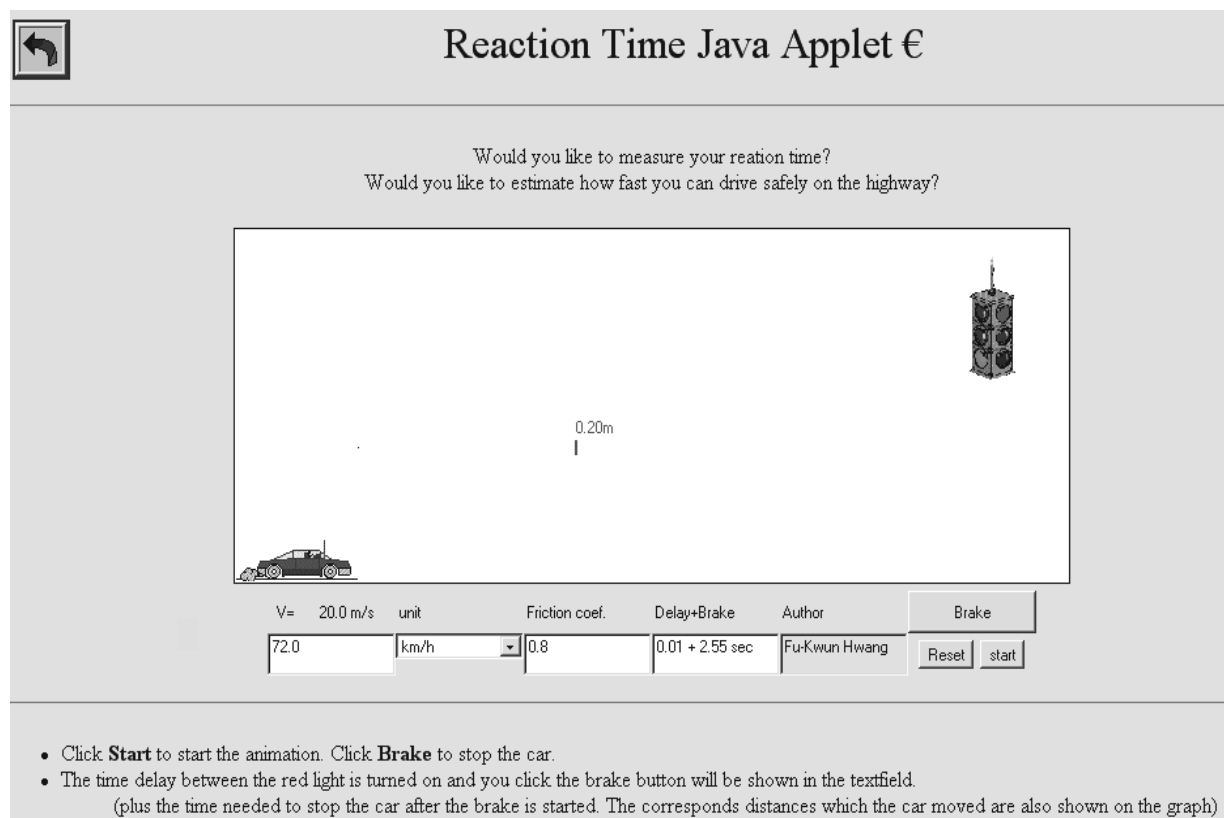 Reaction Time Java Applet €
Would you like to measure your reation time?
Would you like to estimate how fast you can drive safely on the highway?
0.20m
V= 20.0 m/s unit Friction coef. Delay+Brake Author Brake
72.0 km/h 0.8 0.01 + 2.55 sec Fu-Kwun Hwang Reset start
• Click Start to start the animation. Click Brake to stop the car.
• The time delay between the red light is turned on and you click the brake button will be shown in the textfield.
(plus the time needed to stop the car after the brake is started. The corresponds distances which the car moved are also shown on the graph)